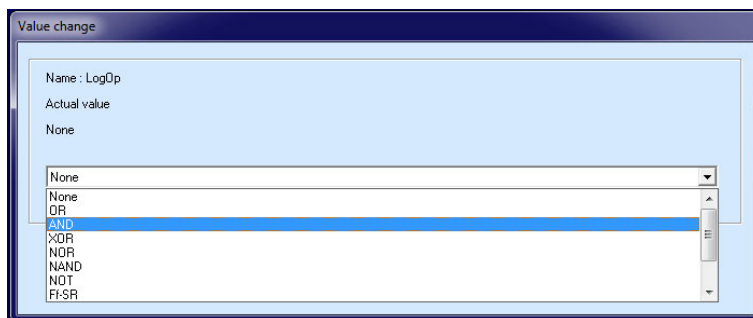 Value change
Name : LogOp
Actual value
None
None
None
OR
AND
XOR
NOR
NAND
NOT
Ff-SR